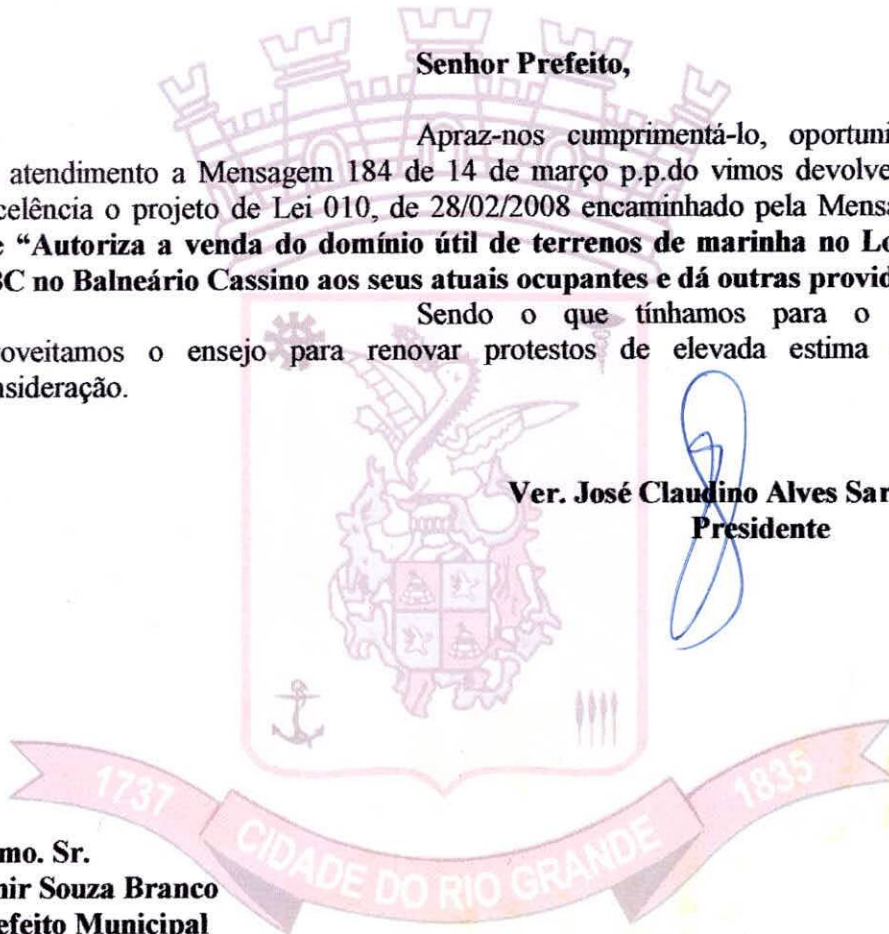 Senhor Prefeito,
Apraz-nos cumprimentá-lo, oportuni
atendimento a Mensagem 184 de 14 de março p.p.do vimos devolve
celência o projeto de Lei 010, de 28/02/2008 encaminhado pela Mensa
e “Autoriza a venda do domínio útil de terrenos de marinha no Lo
BC no Balneário Cassino aos seus atuais ocupantes e dá outras provid
Sendo o que tínhamos para o
roveitamos o ensejo para renovar protestos de elevada estima
nsideração.
Ver. José Claudino Alves Sar
Presidente
1737
1835
CIDADE DO RIO GRANDE
mo. Sr.
nir Souza Branco
efeito Municipal